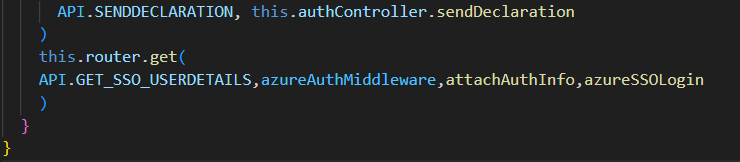 API.SENDDECLARATION, this.authController.sendDeclaration
)
this.router.get(
API.GET_SSO_USERDETAILS,azureAuthMiddleware,attachAuthInfo,azureSSOLogin
)
}
}